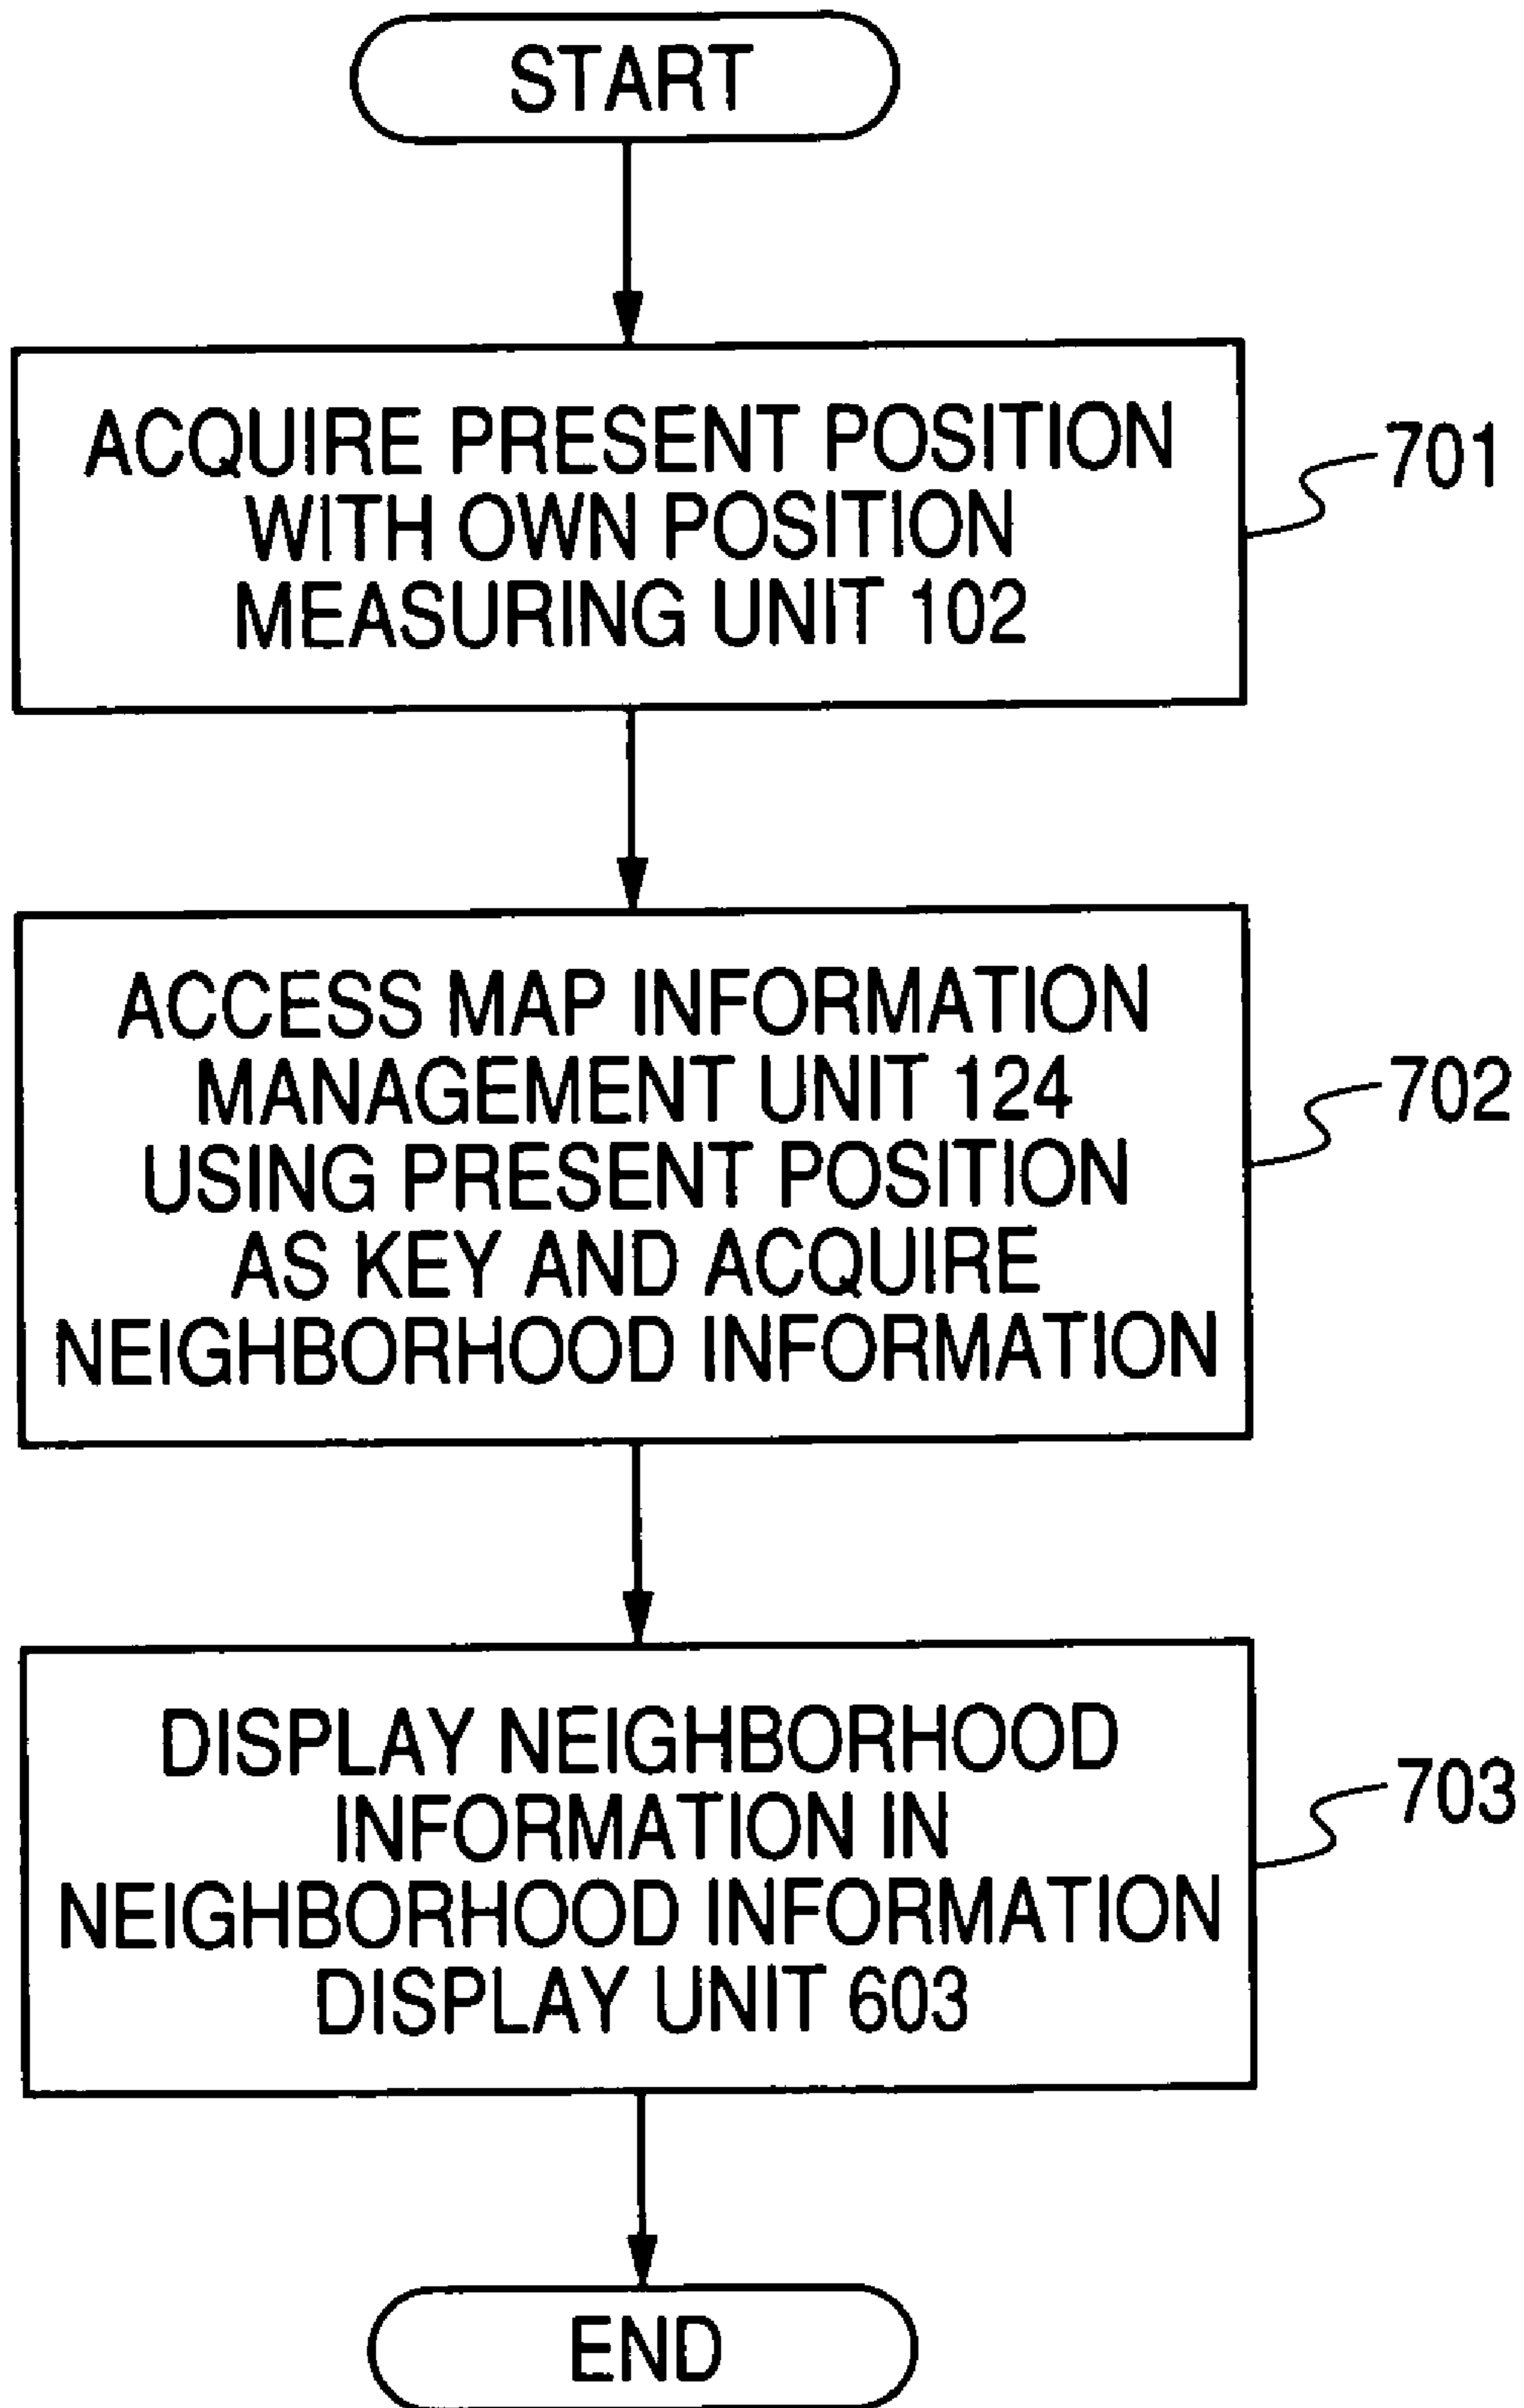 START
ACQUIRE PRESENT POSITION
WITH OWN POSITION
MEASURING UNIT 102
701
ACCESS MAP INFORMATION
MANAGEMENT UNIT 124
USING PRESENT POSITION
AS KEY AND ACQUIRE
NEIGHBORHOOD INFORMATION
702
DISPLAY NEIGHBORHOOD
INFORMATION IN
NEIGHBORHOOD INFORMATION
DISPLAY UNIT 603
703
END